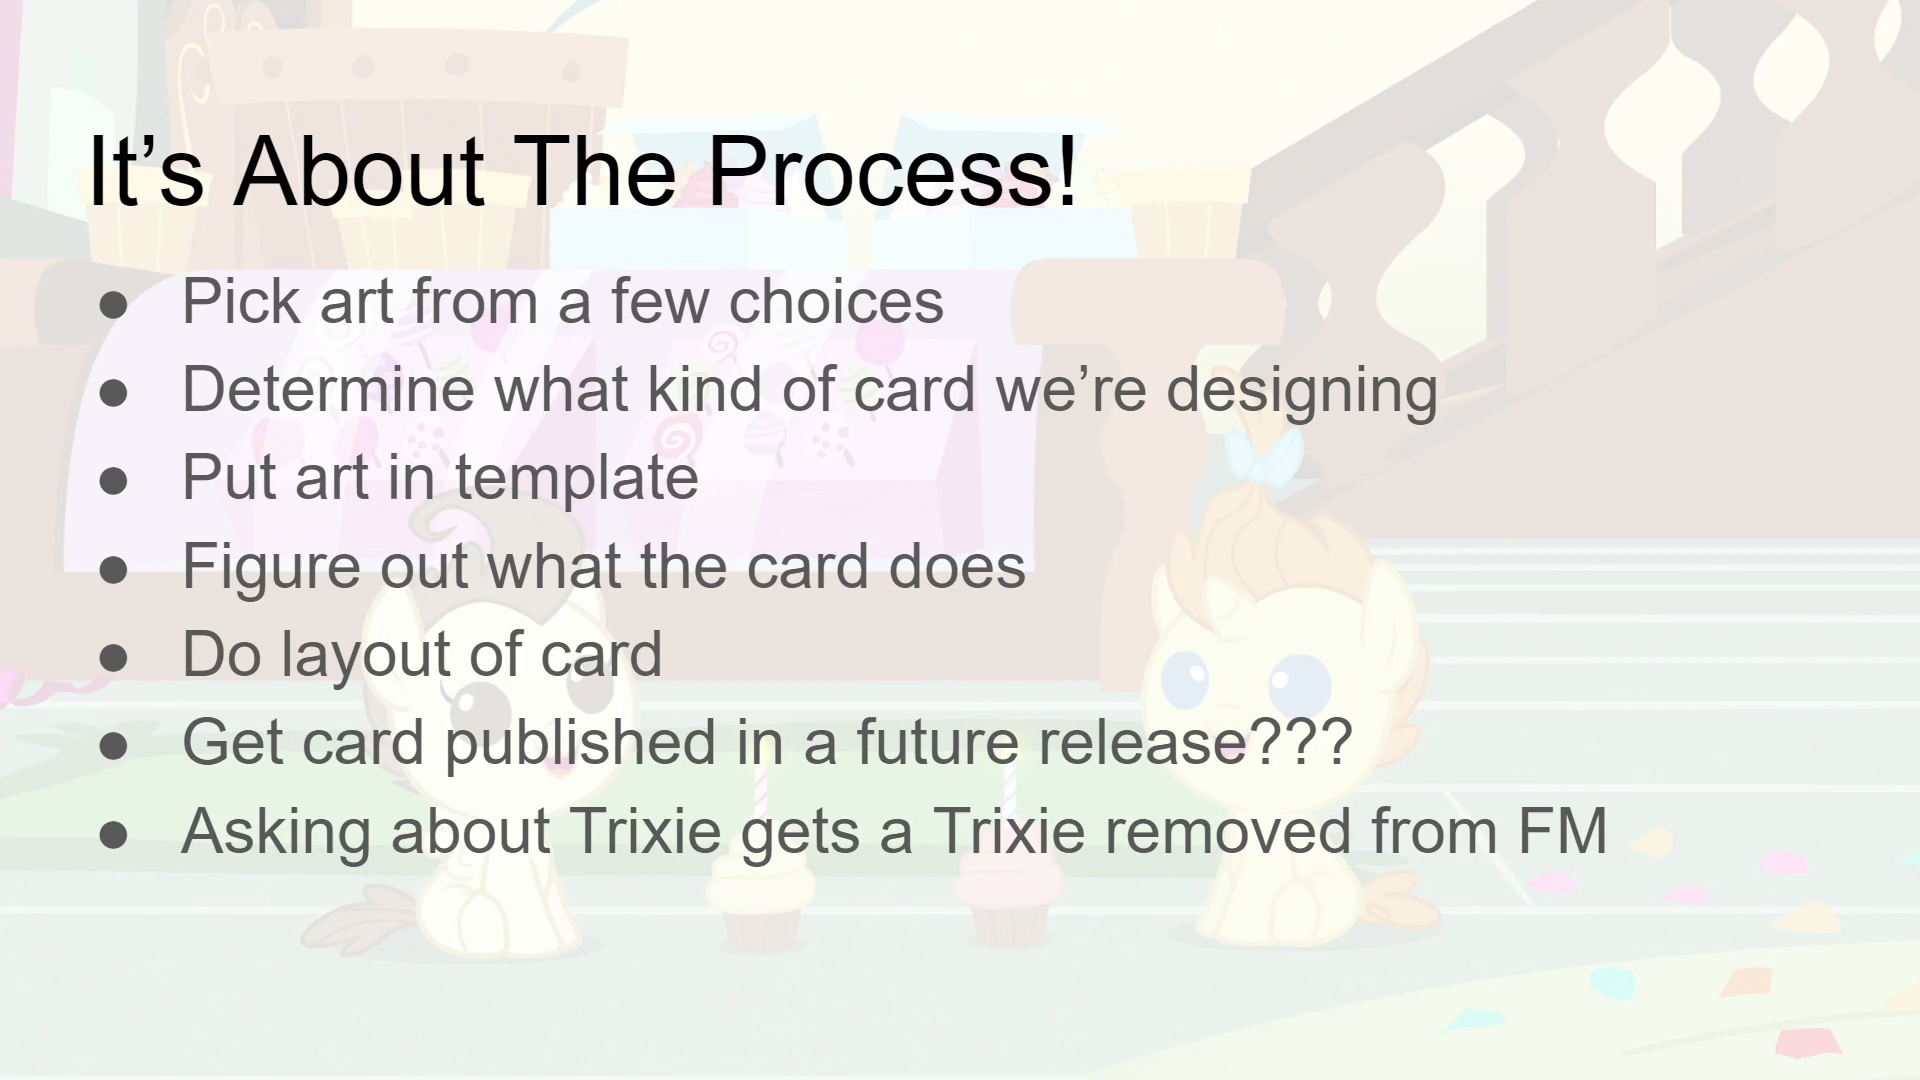 It’s About The Process!
● Pick art from a few choices
● Determine what kind of card we’re designing
● Put art in template
● Figure out what the card does
● Do layout of card
● Get card published in a future release???
● Asking about Trixie gets a Trixie removed from FM